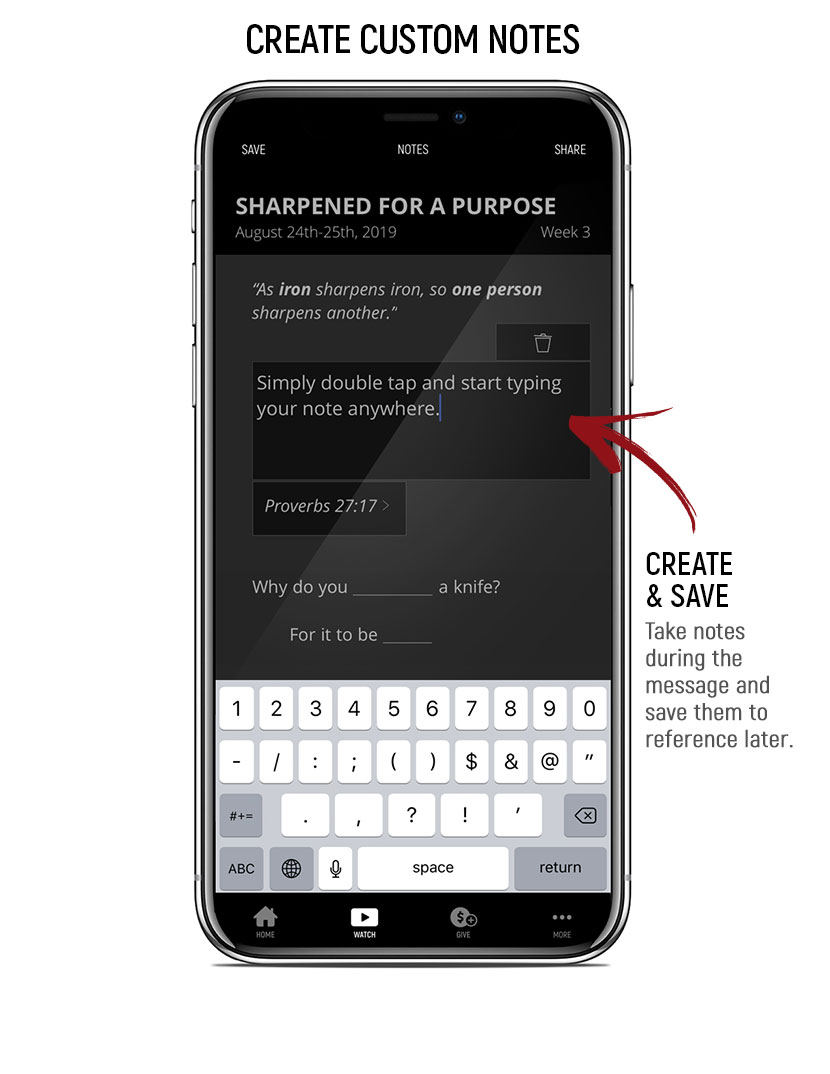 CREATE CUSTOM NOTES
SAVE NOTES SHARE
SHARPENED FOR A PURPOSE
August 24th-25th, 2019 Week 3
“As iron sharpens iron, so one person
sharpens another.”
Simply double tap and start typing
your note anywhere.
Proverbs 27:17 >
Why do you ________ a knife?
For it to be _____
CREATE
& SAVE
Take notes
during the
message and
save them to
reference later.
1 2 3 4 5 6 7 8 9 0
- / : ; ( ) $ & @ ”
#+= . , ? ! ’
ABC space return
$
HOME WATCH GIVE MORE